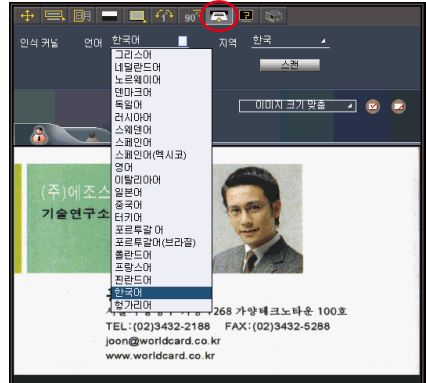 90°
인식 커널 언어 한국어 지역 한국
스캔
이미지 크기 맞춤
그리스어
네덜란드어
노르웨이어
덴마크어
독일어
러시아어
스웨덴어
스페인어
스페인어(멕시코)
영어
이탈리아어
일본어
중국어
터키어
포르투갈 어
포르투갈어(브라질)
폴란드어
프랑스어
핀란드어
한국어
헝가리어
(주)에조스
기술연구소
1268 가양테크노타운 100호
TEL:(02)3432-2188 FAX:(02)3432-5288
joon@worldcard.co.kr
www.worldcard.co.kr